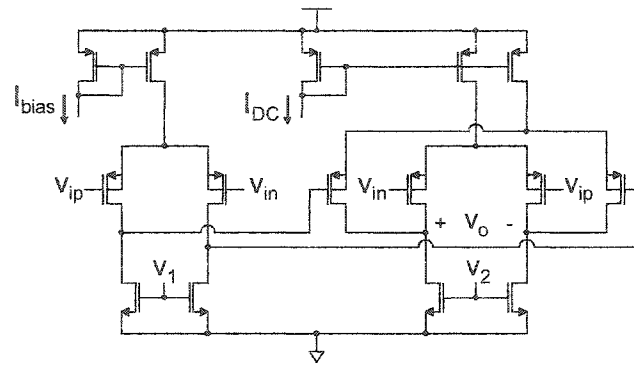 I_bias
I_DC
V_ip
V_in
V_in
V_ip
+ V_o -
V_1
V_2